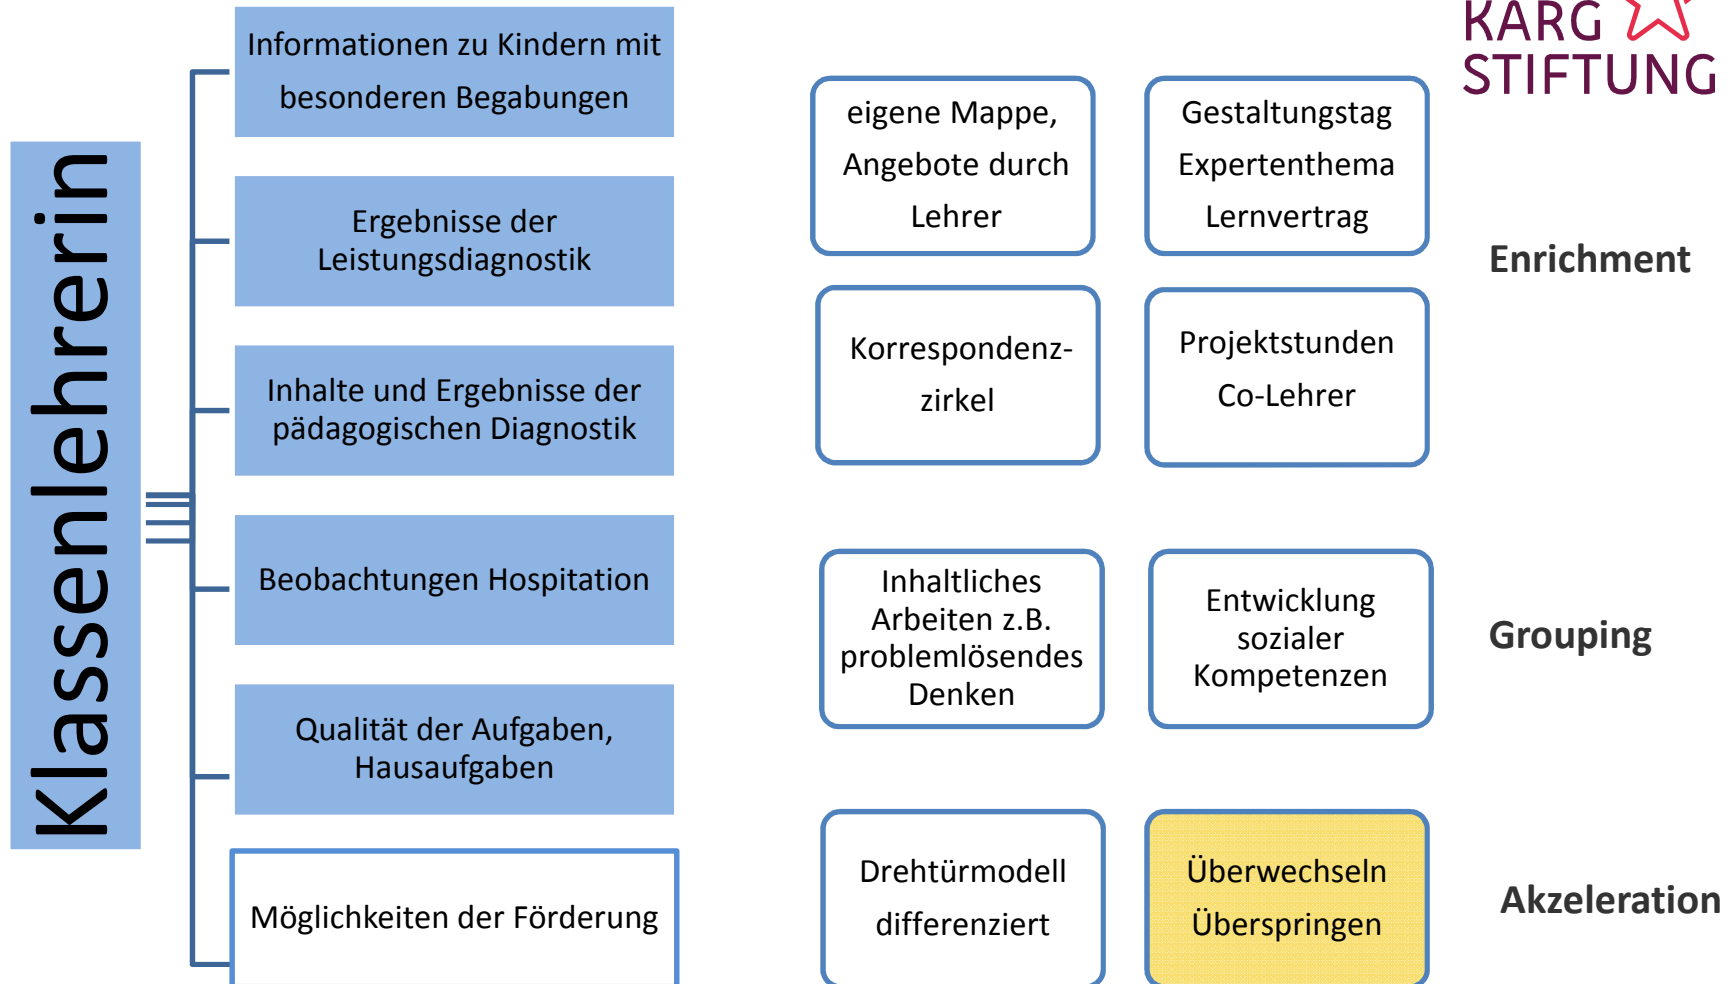 Klassenlehrerin
Informationen zu Kindern mit
besonderen Begabungen
Ergebnisse der
Leistungsdiagnostik
Inhalte und Ergebnisse der
pädagogischen Diagnostik
Beobachtungen Hospitation
Qualität der Aufgaben,
Hausaufgaben
Möglichkeiten der Förderung
KARG
STIFTUNG
eigene Mappe,
Angebote durch
Lehrer
Gestaltungstag
Expertenthema
Lernvertrag
Korrespondenz-
zirkel
Projektstunden
Co-Lehrer
Enrichment
Inhaltliches
Arbeiten z.B.
problemlösendes
Denken
Entwicklung
sozialer
Kompetenzen
Grouping
Drehtürmodell
differenziert
Überwechseln
Überspringen
Akzeleration